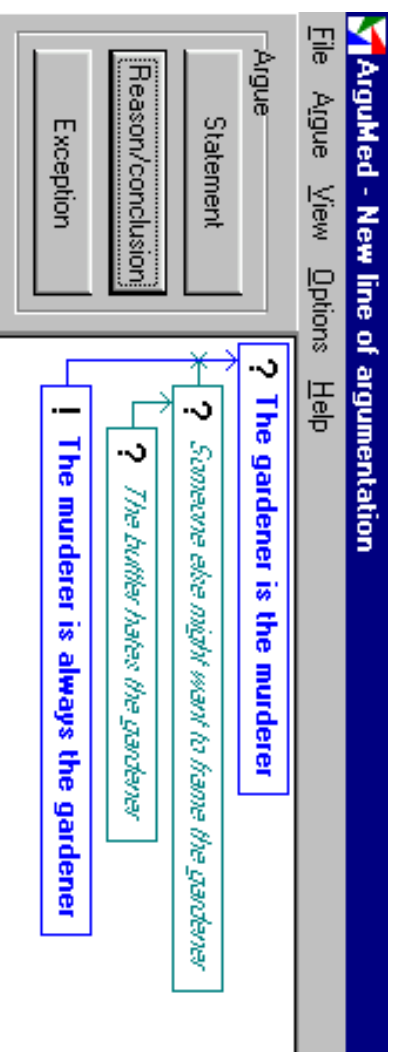 ArguMed - New line of argumentation
File Argue View Options Help
Argue
Statement
Reason/conclusion
Exception
? The gardener is the murderer
? Someone else might want to frame the gardener
? The butler hates the gardener
! The murderer is always the gardener